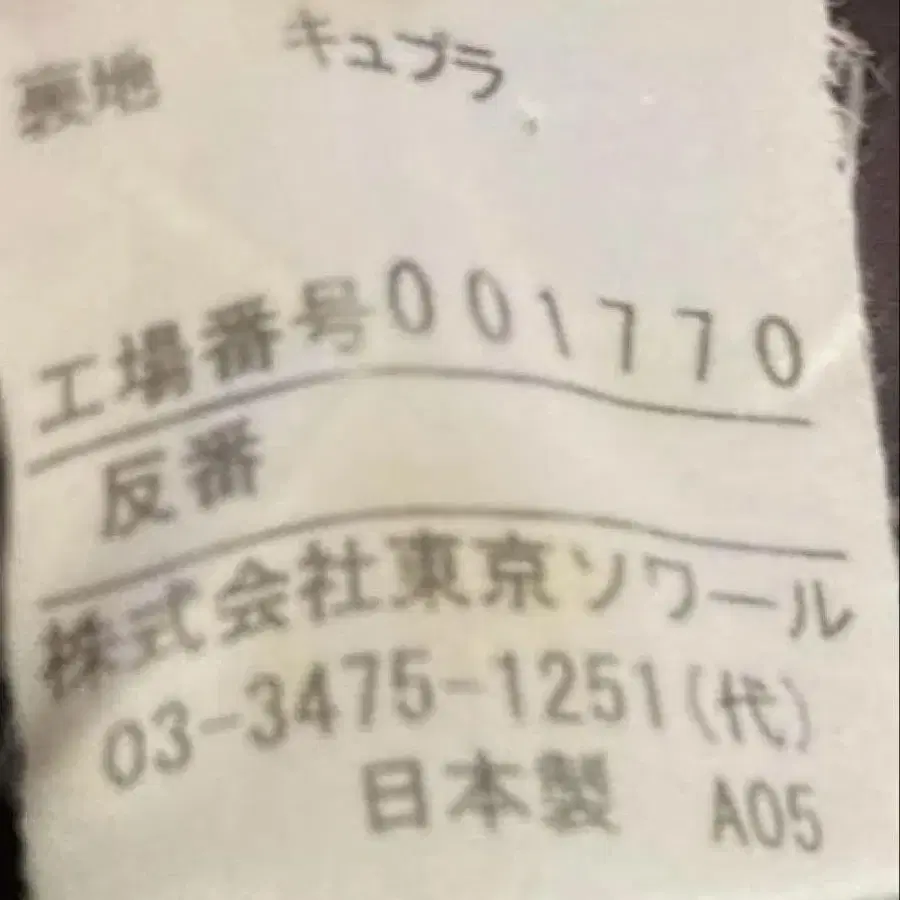 裏地 キュプラ
工場番号001770
反番
株式会社東京ソワール
03-3475-1251(代)
日本製 A05